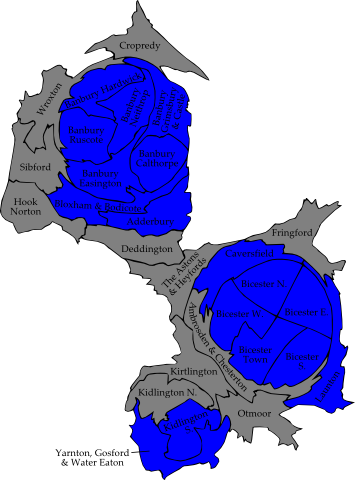 Cropredy
Wroxton
Banbury Hardwick
Banbury
Ruscote
Banbury
Grimsbury
& Castle
Banbury
Calthorpe
Sibford
Banbury
Easington
Hook
Norton
Bloxham & Bodicote
Adderbury
Deddington
Fringford
Caversfield
The Astons
& Heyfords
Bicester N.
Bicester W.
Bicester E.
Ambrosden & Chesterton
Bicester
Town
Bicester
S.
Kirtlington
Launton
Kidlington N.
Otmoor
Kidlington
S.
Yarnton, Gosford
& Water Eaton